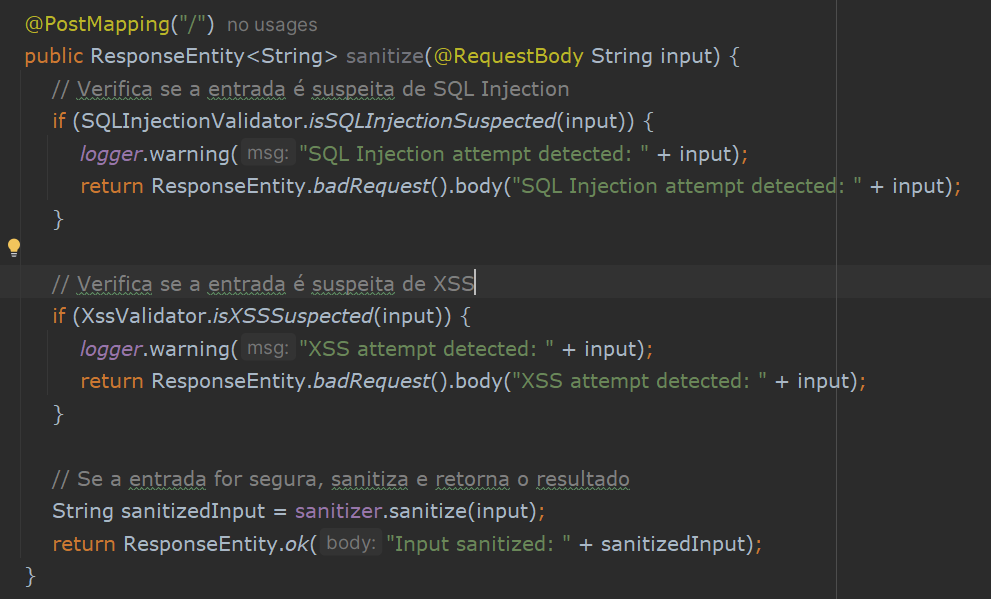 @PostMapping("/") no usages
public ResponseEntity<String> sanitize(@RequestBody String input) {
// Verifica se a entrada é suspeita de SQL Injection
if (SQLInjectionValidator.isSQLInjectionSuspected(input)) {
logger.warning( msg: "SQL Injection attempt detected: " + input);
return ResponseEntity.badRequest().body("SQL Injection attempt detected: " + input);
}
// Verifica se a entrada é suspeita de XSS
if (XssValidator.isXSSSuspected(input)) {
logger.warning( msg: "XSS attempt detected: " + input);
return ResponseEntity.badRequest().body("XSS attempt detected: " + input);
}
// Se a entrada for segura, sanitiza e retorna o resultado
String sanitizedInput = sanitizer.sanitize(input);
return ResponseEntity.ok( body: "Input sanitized: " + sanitizedInput);
}